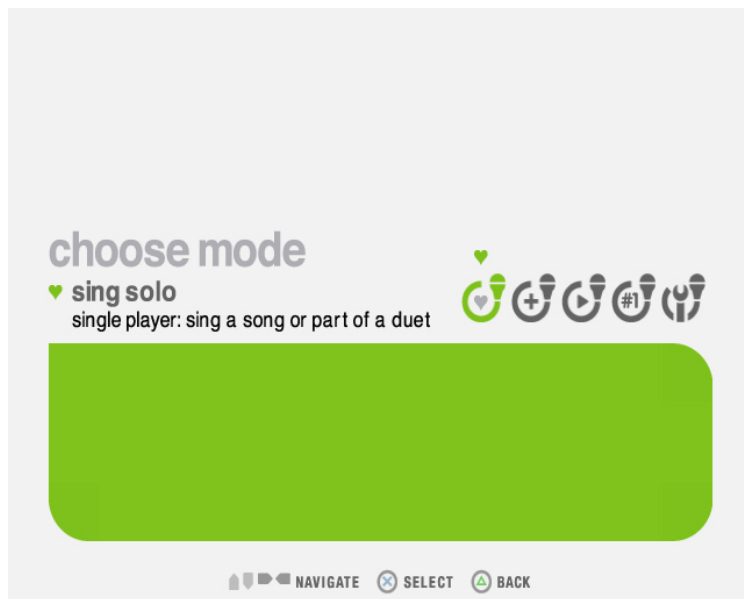 choose mode
sing solo
single player: sing a song or part of a duet
#1
NAVIGATE SELECT BACK